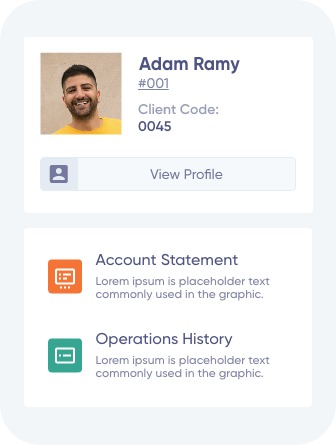 Adam Ramy
#001
Client Code:
0045
View Profile
Account Statement
Lorem ipsum is placeholder text
commonly used in the graphic.
Operations History
Lorem ipsum is placeholder text
commonly used in the graphic.